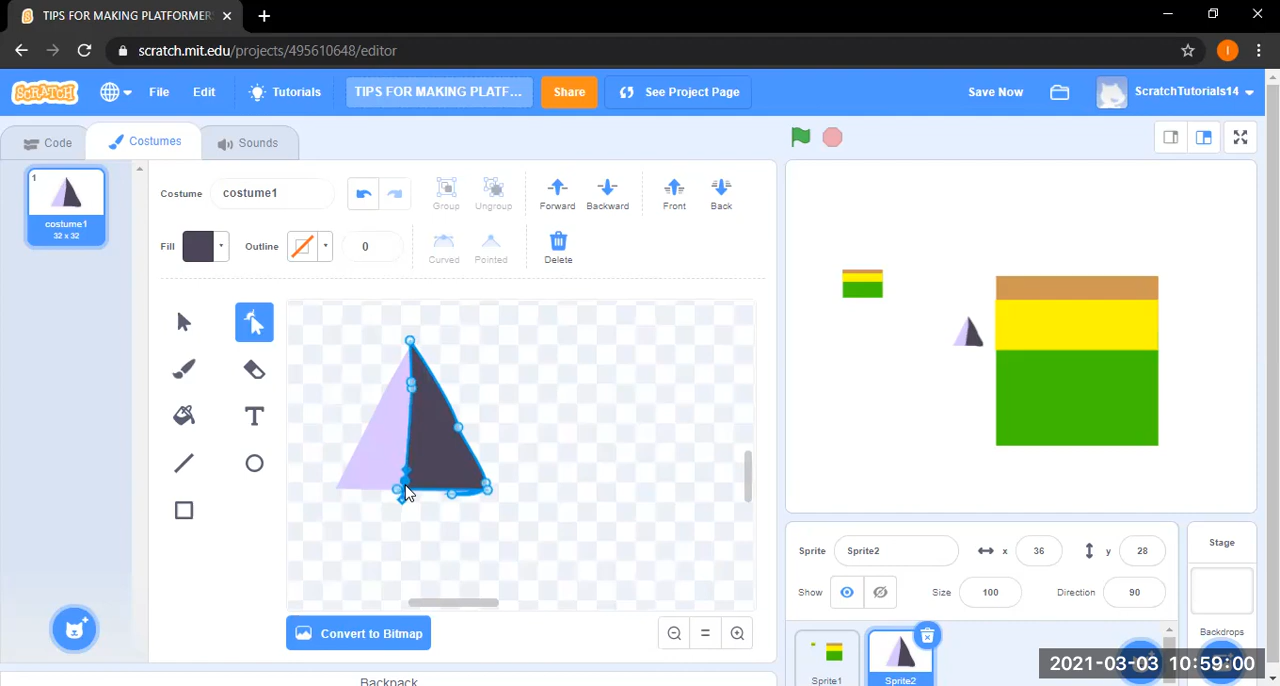 TIPS FOR MAKING PLATFORMER
scratch.mit.edu/projects/495610648/editor
I
SCRATCH
File
Edit
Tutorials
TIPS FOR MAKING PLATF...
Share
See Project Page
Save Now
ScratchTutorials14
Code
Costumes
Sounds
1
costume1
32 x 32
Costume
costume1
Group
Ungroup
Forward
Backward
Front
Back
Fill
Outline
0
Curved
Pointed
Delete
T
Convert to Bitmap
Backpack
Sprite
Sprite2
x
36
y
28
Show
Size
100
Direction
90
Stage
Backdrops
Sprite1
Sprite2
2021-03-03 10:59:00